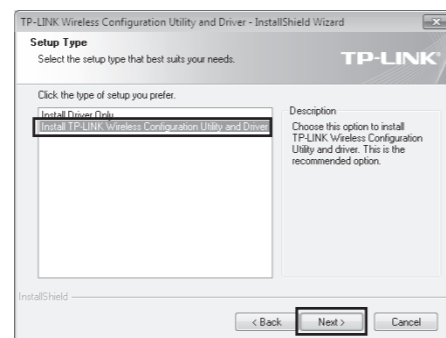 TP-LINK Wireless Configuration Utility and Driver - InstallShield Wizard
Setup Type
Select the setup type that best suits your needs.
TP-LINK
Click the type of setup you prefer.
Install Driver Only
Install TP-LINK Wireless Configuration Utility and Driver
Description
Choose this option to install
TP-LINK Wireless Configuration
Utility and driver. This is the
recommended option.
InstallShield
< Back
Next >
Cancel